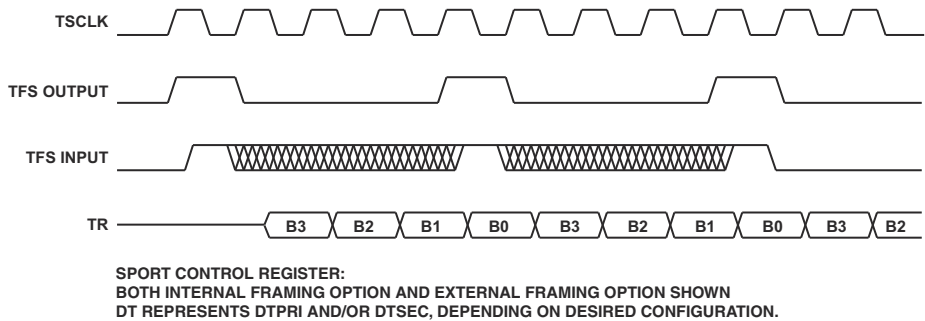 TSCLK
TFS OUTPUT
TFS INPUT
TR B3 B2 B1 B0 B3 B2 B1 B0 B3 B2
SPORT CONTROL REGISTER:
BOTH INTERNAL FRAMING OPTION AND EXTERNAL FRAMING OPTION SHOWN
DT REPRESENTS DTPRI AND/OR DTSEC, DEPENDING ON DESIRED CONFIGURATION.